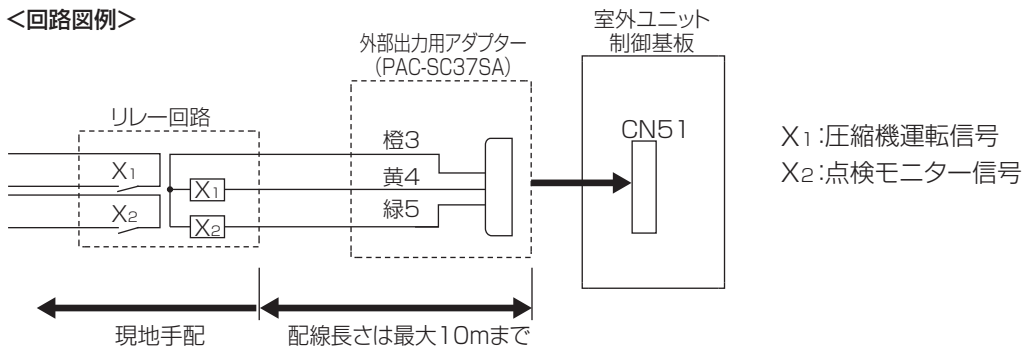 <回路図例>
外部出力用アダプター
(PAC-SC37SA)
室外ユニット
制御基板
リレー回路
橙3
黄4
緑5
CN51
X1
X2
X1
X2
X1:圧縮機運転信号
X2:点検モニター信号
現地手配
配線長さは最大10mまで